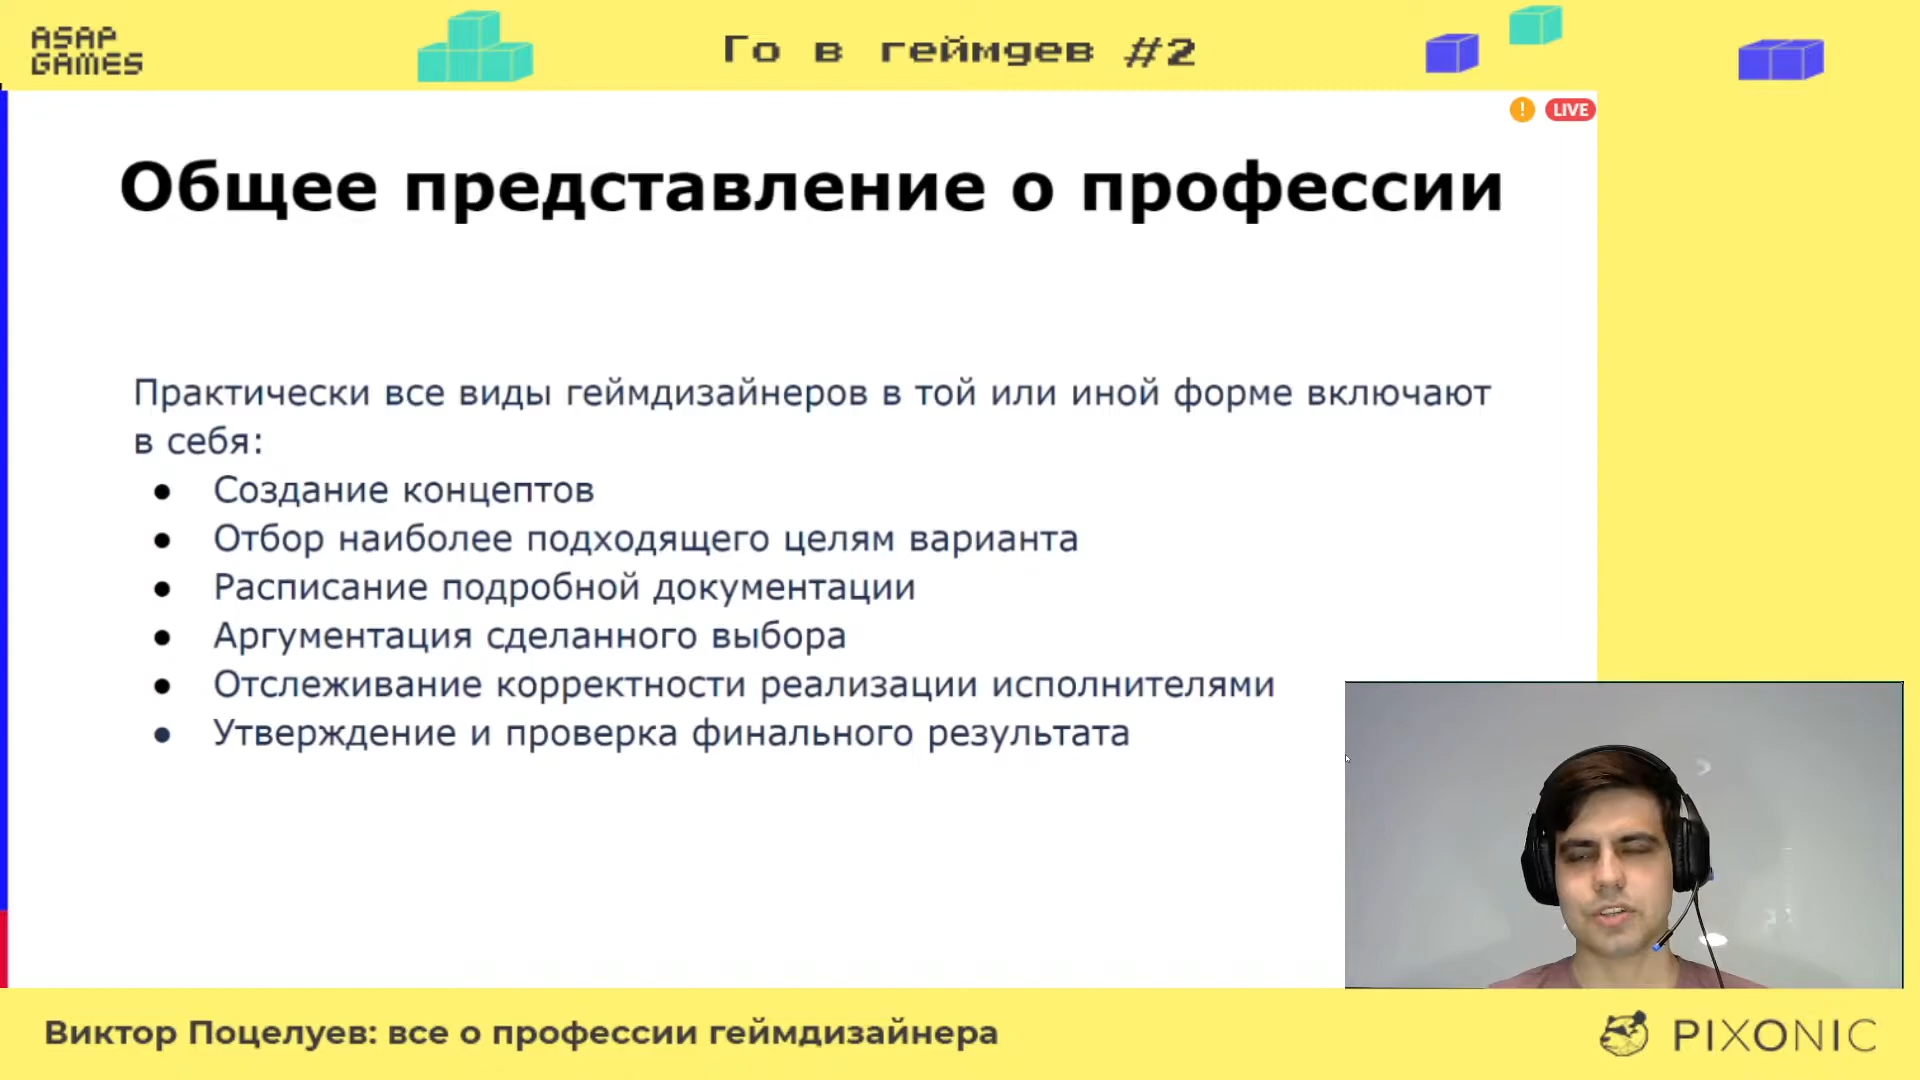 ASAP
GAMES
Го в геймдев #2
! LIVE
Общее представление о профессии
Практически все виды геймдизайнеров в той или иной форме включают
в себя:
● Создание концептов
● Отбор наиболее подходящего целям варианта
● Расписание подробной документации
● Аргументация сделанного выбора
● Отслеживание корректности реализации исполнителями
● Утверждение и проверка финального результата
Виктор Поцелуев: все о профессии геймдизайнера
PIXONIC